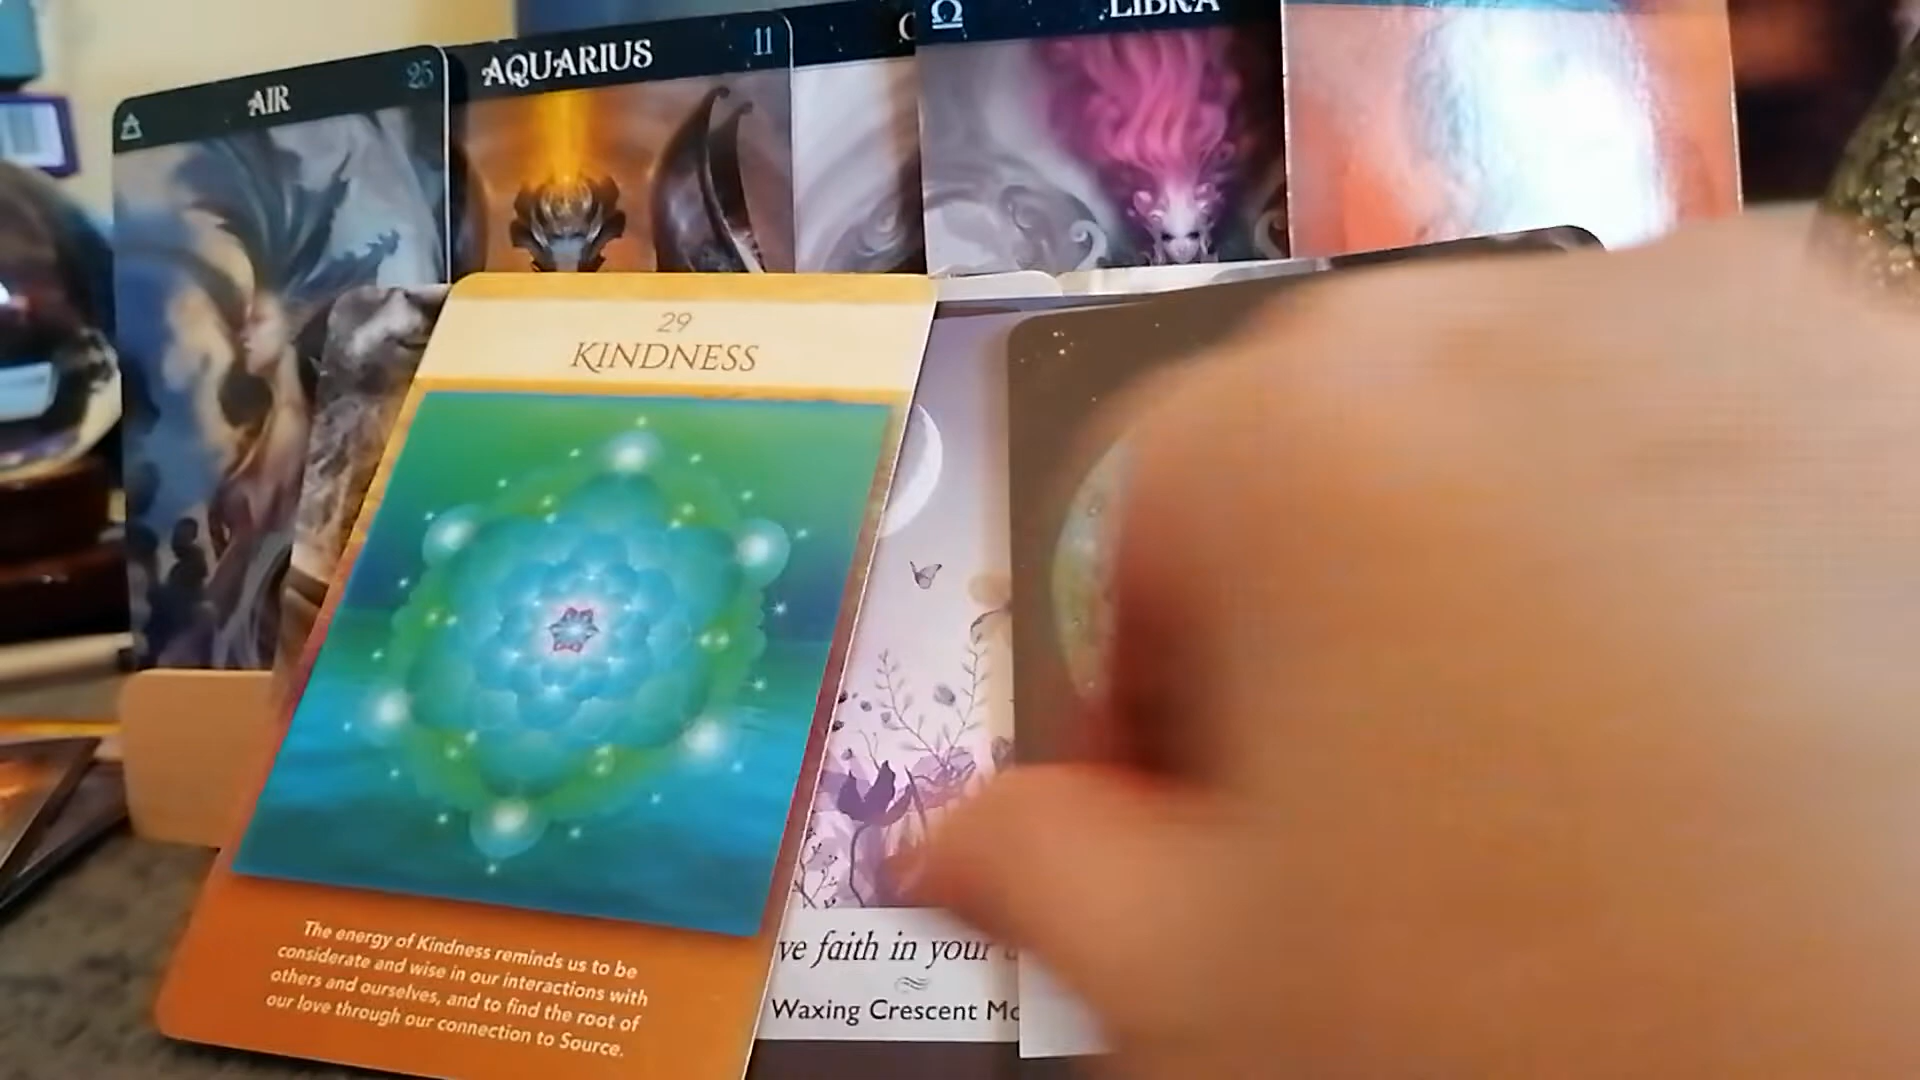 AIR 25
AQUARIUS 11
LIBRA
29
KINDNESS
The energy of Kindness reminds us to be
considerate and wise in our interactions with
others and ourselves, and to find the root of
our love through our connection to Source.
faith in your
Waxing Crescent